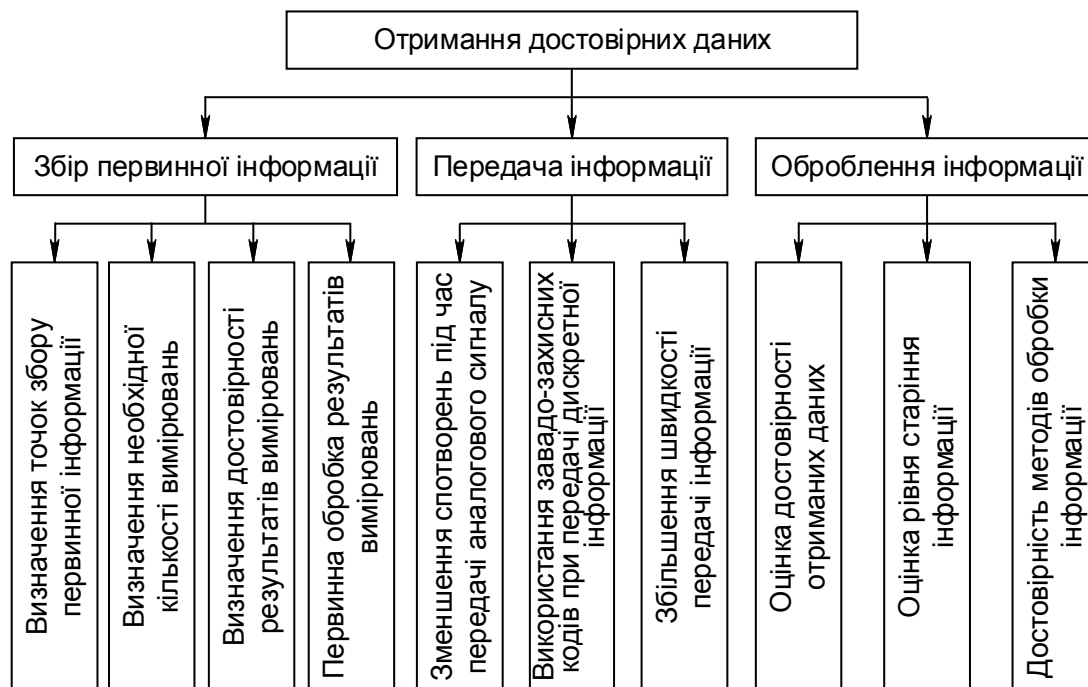 Отримання достовірних даних
Збір первинної інформації
Передача інформації
Оброблення інформації
Визначення точок збору
первинної інформації
Визначення необхідної
кількості вимірювань
Визначення достовірності
результатів вимірювань
Первинна обробка результатів
вимірювань
Зменшення спотворень під час
передачі аналогового сигналу
Використання завадо-захисних
кодів при передачі дискретної
інформації
Збільшення швидкості
передачі інформації
Оцінка достовірності
отриманих даних
Оцінка рівня старіння
інформації
Достовірність методів обробки
інформації